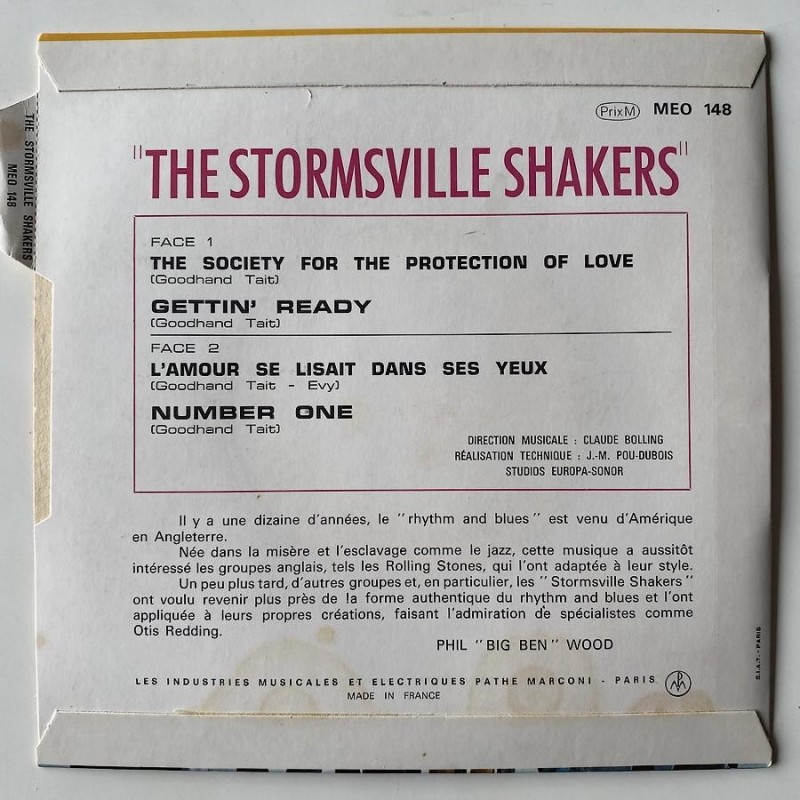 PrixM MEO 148
THE STORMSVILLE SHAKERS
MEO 148
"THE STORMSVILLE SHAKERS"
FACE 1
THE SOCIETY FOR THE PROTECTION OF LOVE
(Goodhand Tait)
GETTIN' READY
(Goodhand Tait)
FACE 2
L'AMOUR SE LISAIT DANS SES YEUX
(Goodhand Tait - Evy)
NUMBER ONE
(Goodhand Tait)
DIRECTION MUSICALE : CLAUDE BOLLING
RÉALISATION TECHNIQUE : J.-M. POU-DUBOIS
STUDIOS EUROPA-SONOR
Il y a une dizaine d'années, le "rhythm and blues" est venu d'Amérique
en Angleterre.
Née dans la misère et l'esclavage comme le jazz, cette musique a aussitôt
intéressé les groupes anglais, tels les Rolling Stones, qui l'ont adaptée à leur style.
Un peu plus tard, d'autres groupes et, en particulier, les "Stormsville Shakers"
ont voulu revenir plus près de la forme authentique du rhythm and blues et l'ont
appliquée à leurs propres créations, faisant l'admiration de spécialistes comme
Otis Redding.
PHIL "BIG BEN" WOOD
LES INDUSTRIES MUSICALES ET ELECTRIQUES PATHE MARCONI - PARIS
MADE IN FRANCE
S.I.A.T. - PARIS